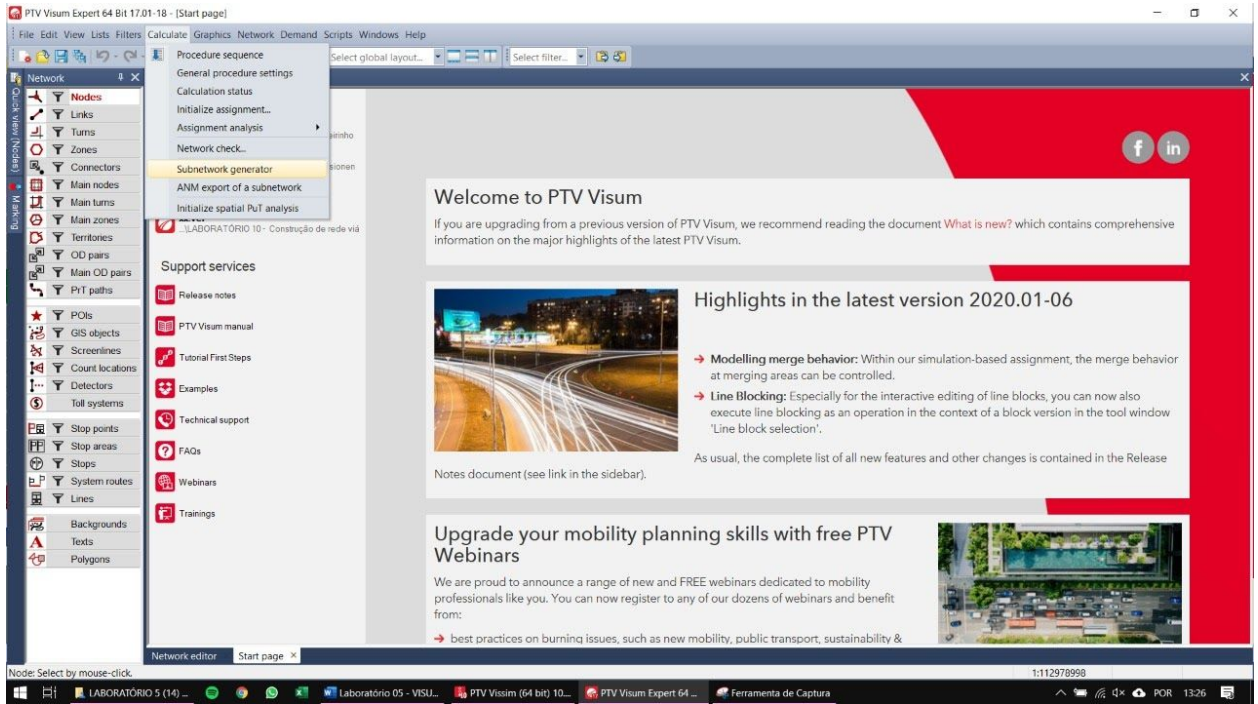 PTV Visum Expert 64 Bit 17.01-18 - [Start page]
File Edit View Lists Filters Calculate Graphics Network Demand Scripts Windows Help
Select global layout... Select filter...
Procedure sequence
General procedure settings
Calculation status
Initialize assignment...
Assignment analysis
Network check...
Subnetwork generator
ANM export of a subnetwork
Initialize spatial PuT analysis
Quick view (Nodes)
Marking
Network
Nodes
Links
Turns
Zones
Connectors
Main nodes
Main turns
Main zones
Territories
OD pairs
Main OD pairs
PrT paths
POIs
GIS objects
Screenlines
Count locations
Detectors
Toll systems
Stop points
Stop areas
Stops
System routes
Lines
Backgrounds
Texts
Polygons
...\LABORATÓRIO 10 - Construção de rede viá
Support services
Release notes
PTV Visum manual
Tutorial First Steps
Examples
Technical support
FAQs
Webinars
Trainings
f in
Welcome to PTV Visum
If you are upgrading from a previous version of PTV Visum, we recommend reading the document What is new? which contains comprehensive
information on the major highlights of the latest PTV Visum.
Highlights in the latest version 2020.01-06
→ Modelling merge behavior: Within our simulation-based assignment, the merge behavior
at merging areas can be controlled.
→ Line Blocking: Especially for the interactive editing of line blocks, you can now also
execute line blocking as an operation in the context of a block version in the tool window
'Line block selection'.
As usual, the complete list of all new features and other changes is contained in the Release
Notes document (see link in the sidebar).
Upgrade your mobility planning skills with free PTV
Webinars
We are proud to announce a range of new and FREE webinars dedicated to mobility
professionals like you. You can now register to any of our dozens of webinars and benefit
from:
→ best practices on burning issues, such as new mobility, public transport, sustainability &
Network editor Start page ×
Node: Select by mouse-click. 1:112978998
LABORATÓRIO 5 (14) _ Laboratório 05 - VISU... PTV Vissim (64 bit) 10.... PTV Visum Expert 64 _ Ferramenta de Captura POR 13:26